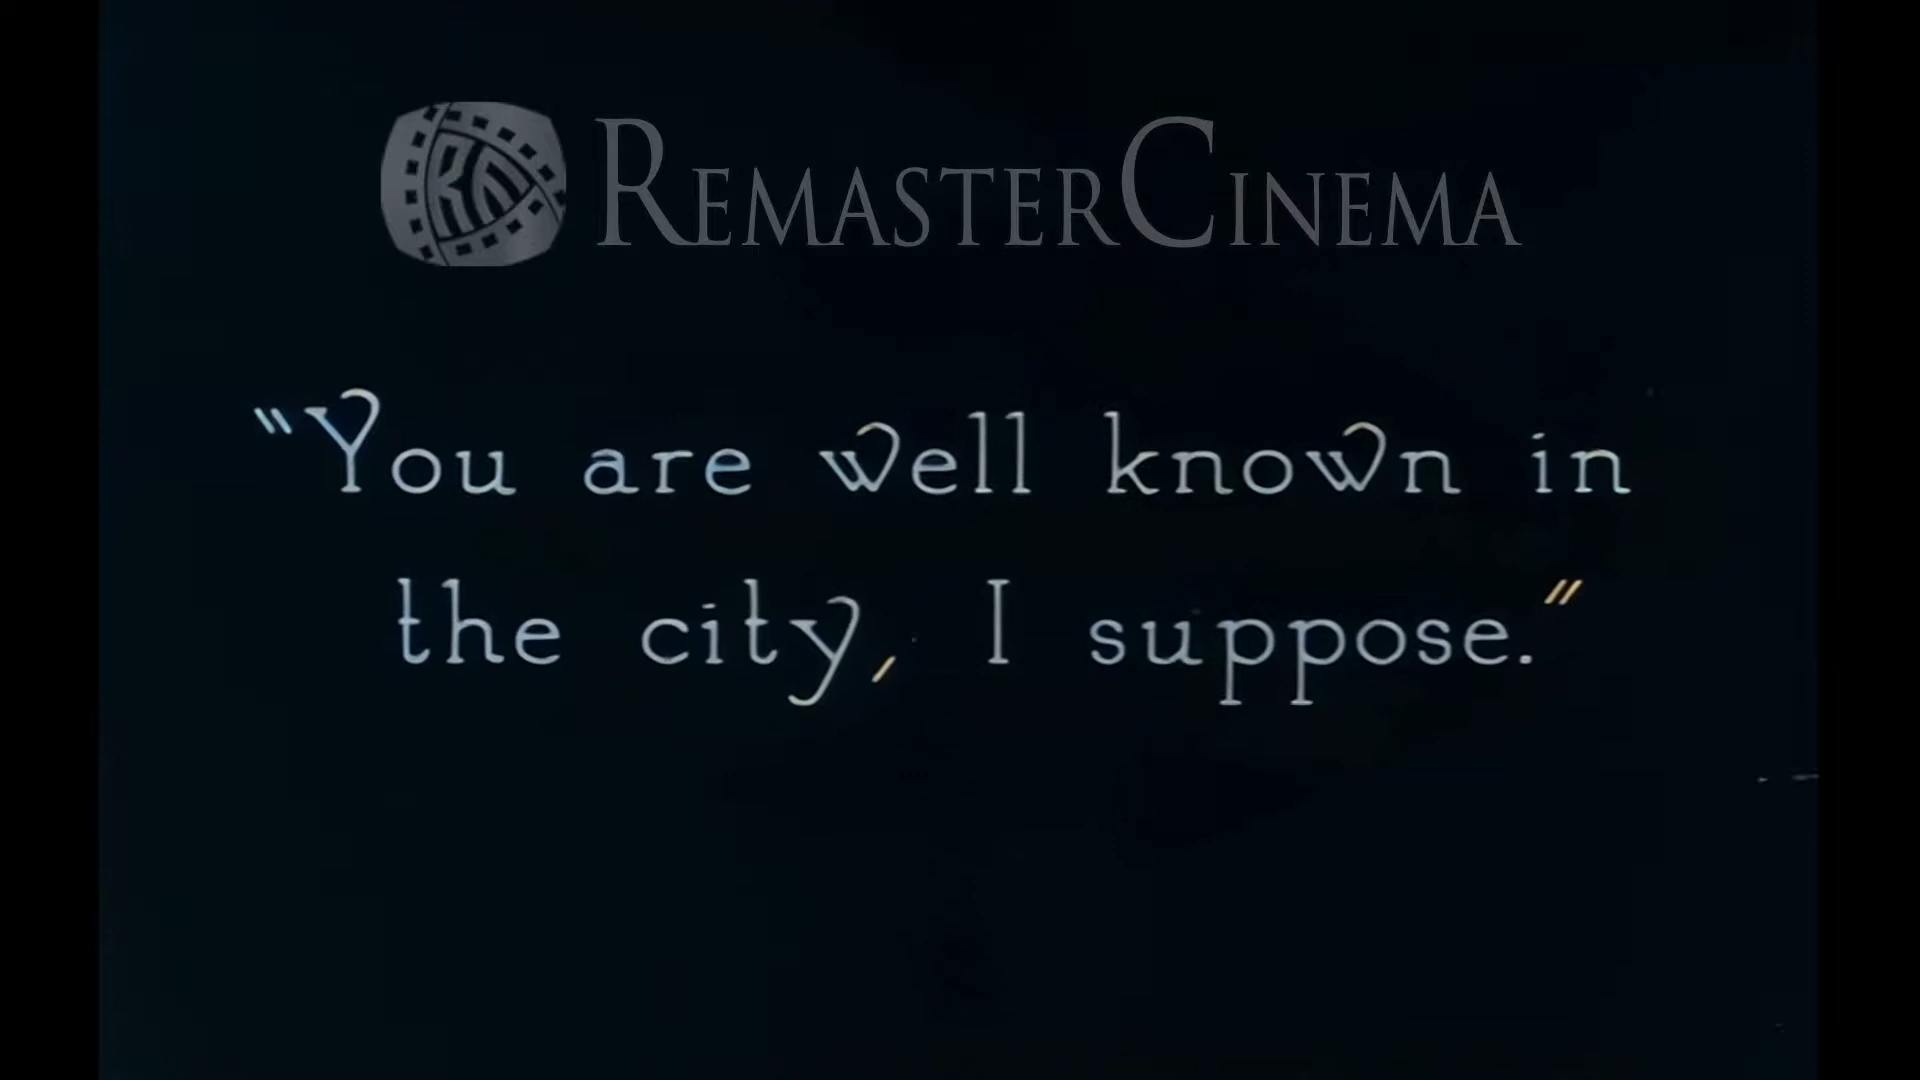 REMASTERCINEMA
"You are well known in
the city, I suppose."